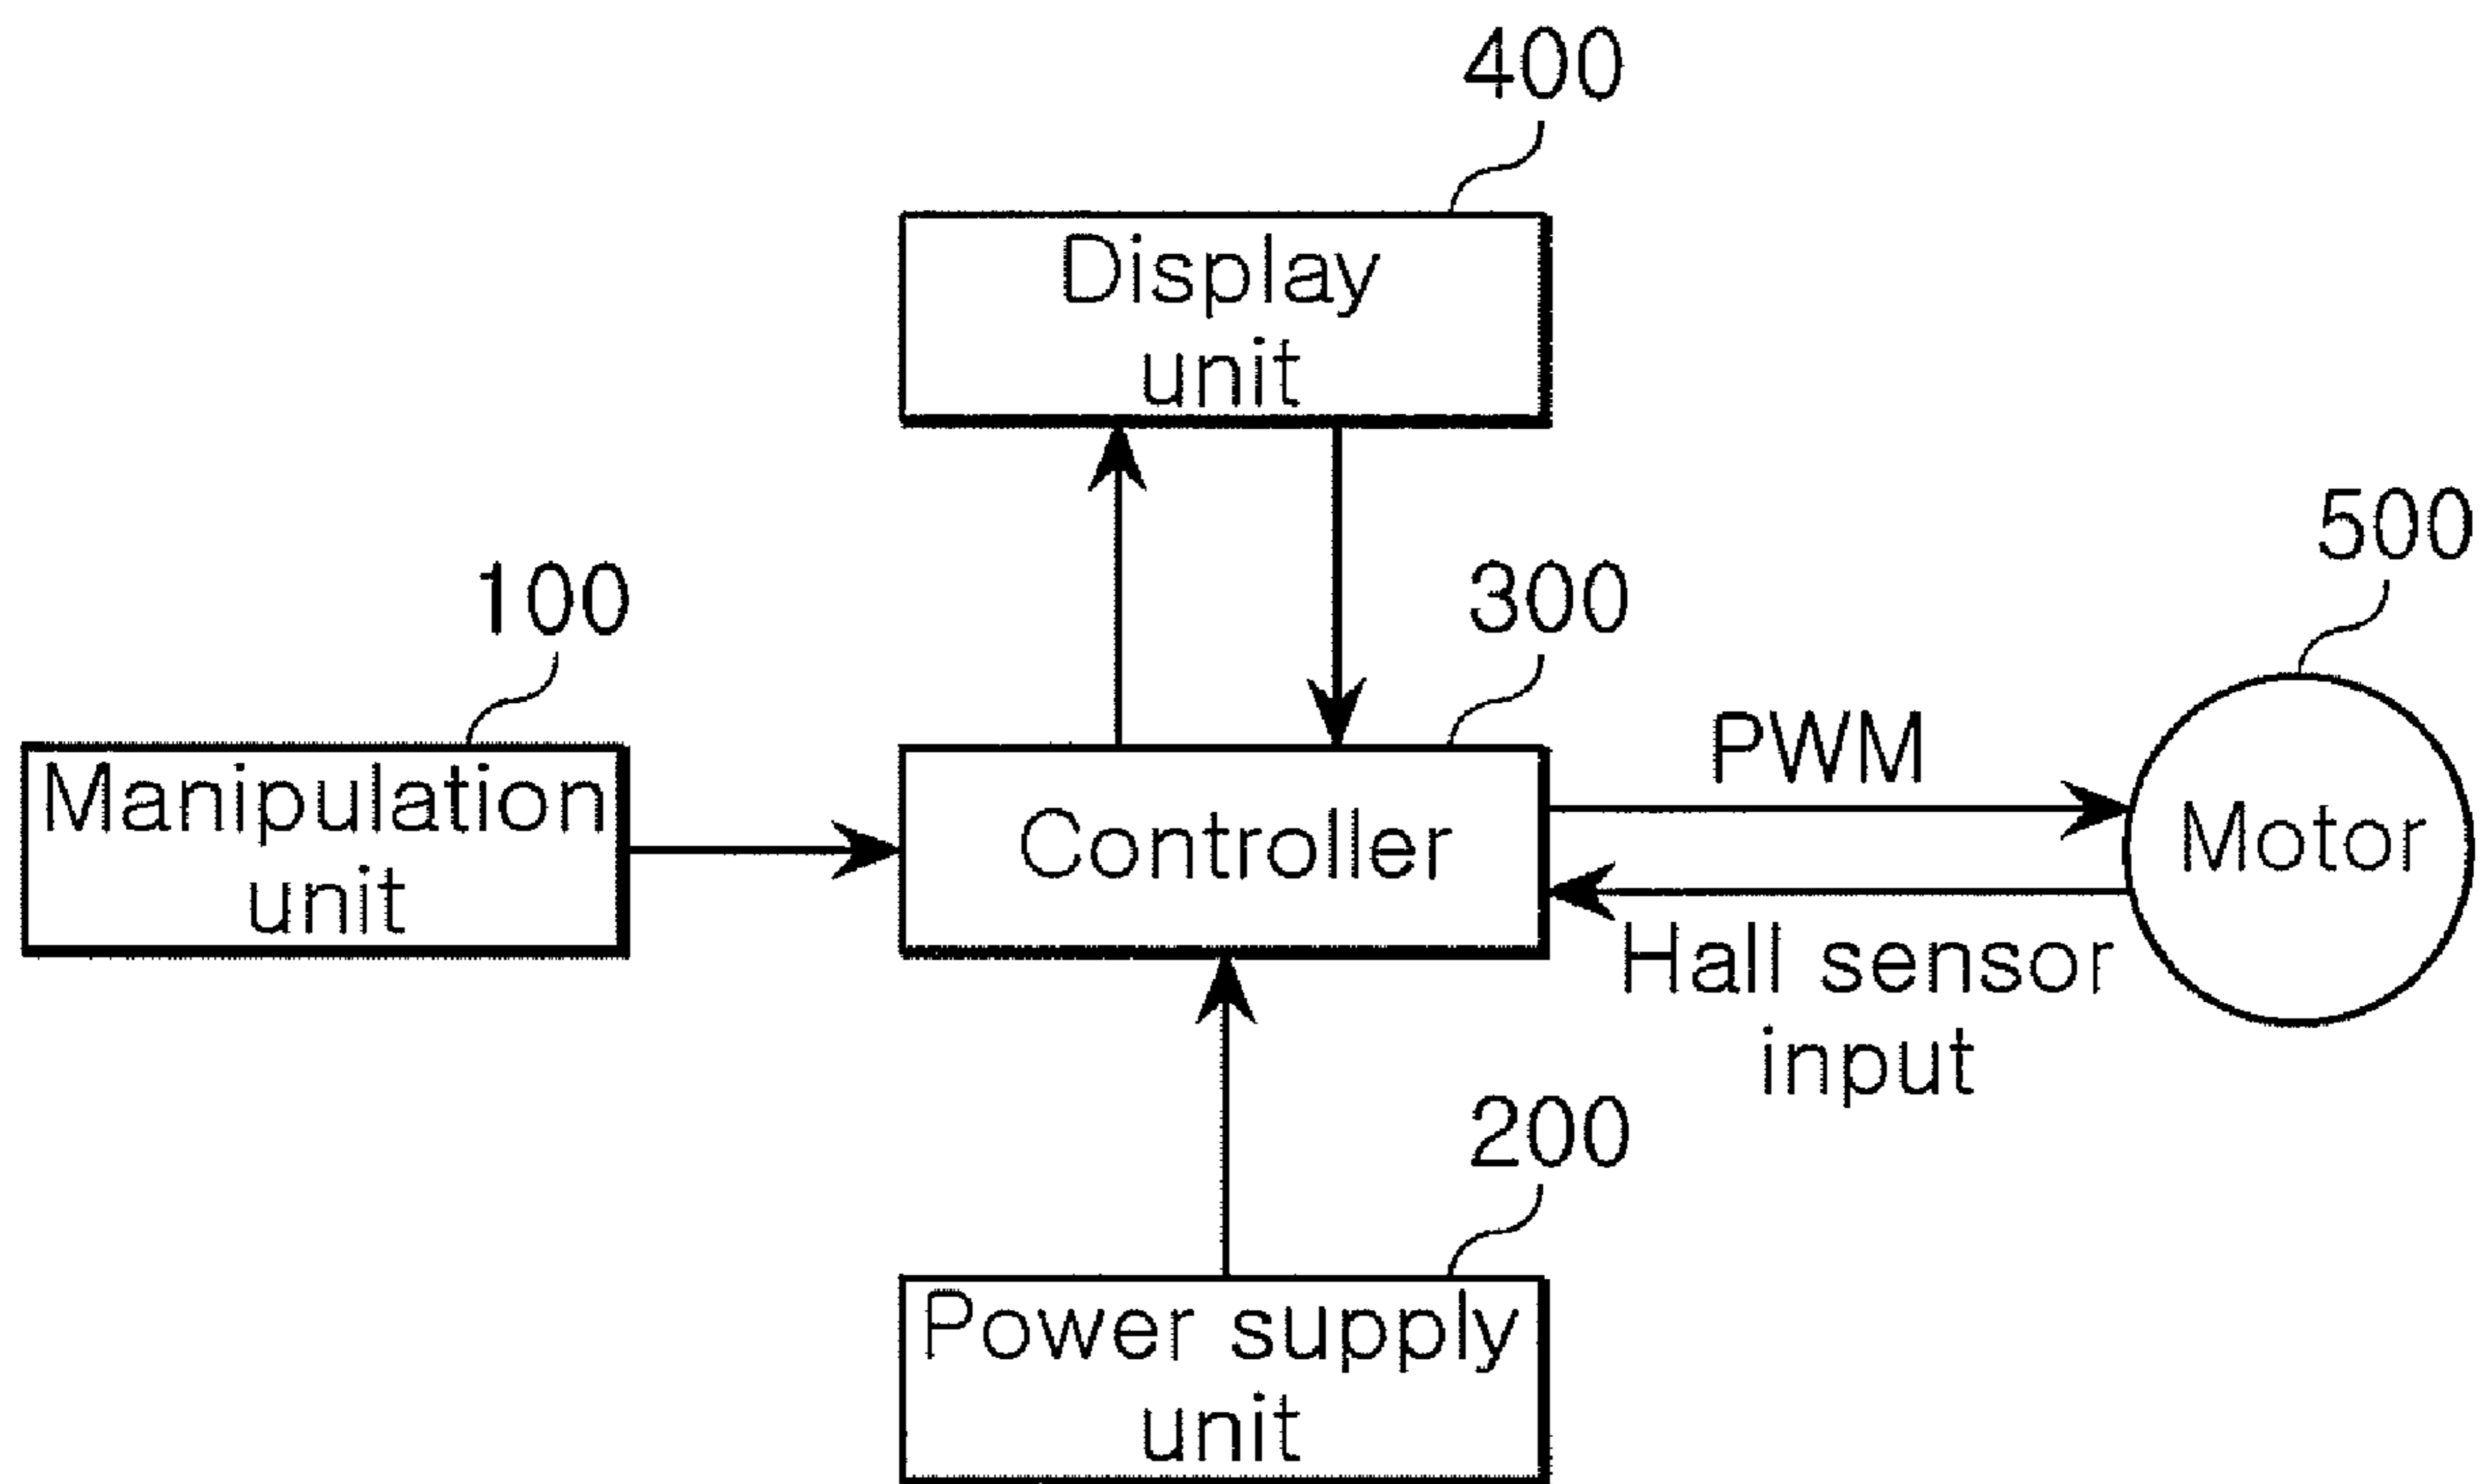 400
Display
unit
100
300
500
Manipulation
unit
Controller
PWM
Motor
Hall sensor
input
200
Power supply
unit